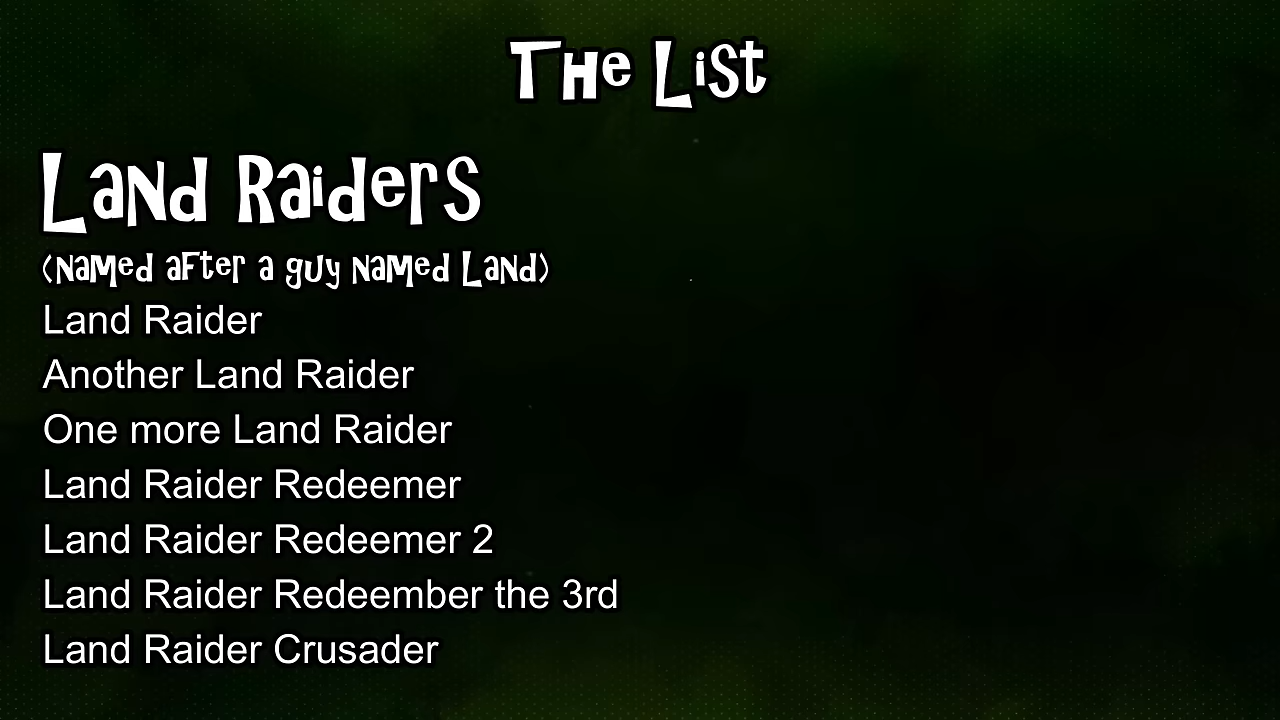 The List
Land Raiders
(Named after a guy named Land)
Land Raider
Another Land Raider
One more Land Raider
Land Raider Redeemer
Land Raider Redeemer 2
Land Raider Redeember the 3rd
Land Raider Crusader